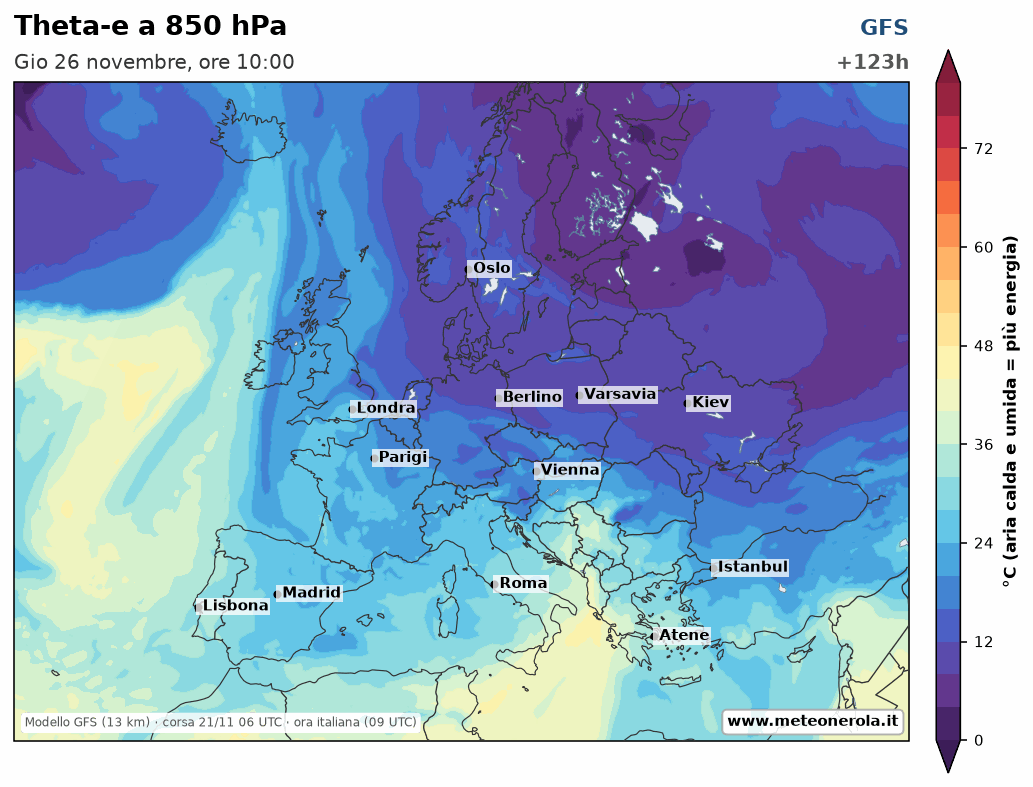 Theta-e a 850 hPa
GFS
Gio 26 novembre, ore 10:00
+123h
72
60
48
36
24
12
0
°C (aria calda e umida = più energia)
Oslo
Berlino
Varsavia
Kiev
Londra
Parigi
Vienna
Istanbul
Roma
Madrid
Lisbona
Atene
Modello GFS (13 km) · corsa 21/11 06 UTC · ora italiana (09 UTC)
www.meteonerola.it